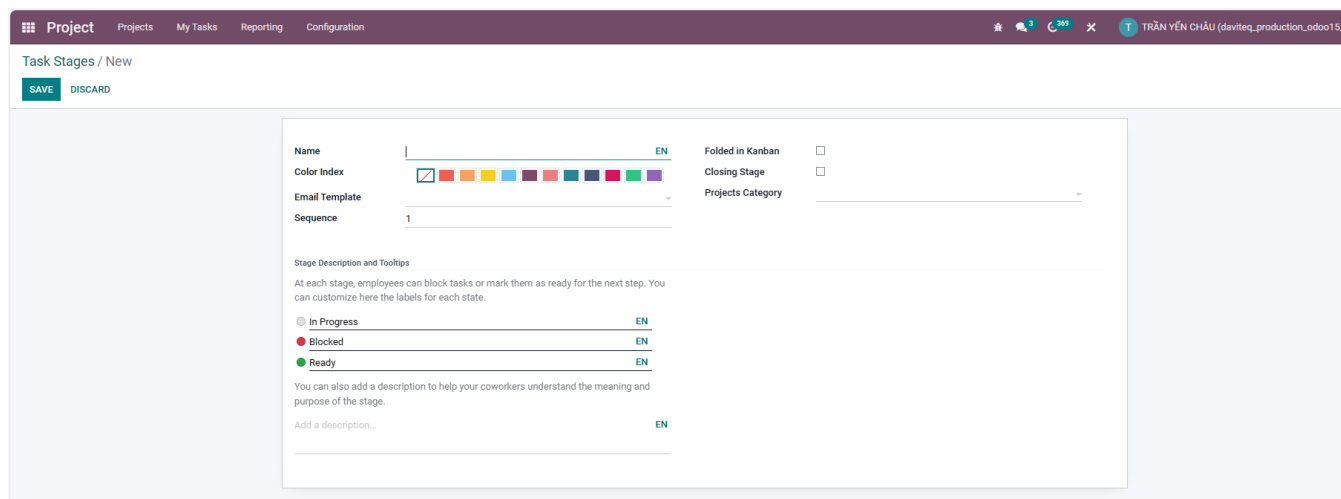 Project Projects My Tasks Reporting Configuration 3 369 T TRẦN YẾN CHÂU (daviteq_production_odoo15_
Task Stages / New
SAVE DISCARD
Name EN Folded in Kanban
Color Index Closing Stage
Email Template Projects Category
Sequence 1
Stage Description and Tooltips
At each stage, employees can block tasks or mark them as ready for the next step. You
can customize here the labels for each state.
In Progress EN
Blocked EN
Ready EN
You can also add a description to help your coworkers understand the meaning and
purpose of the stage.
Add a description... EN